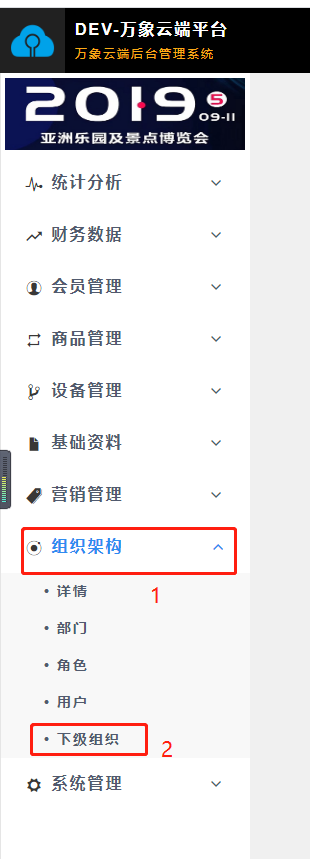 DEV-万象云端平台
万象云端后台管理系统
2019 5
09-11
亚洲乐园及景点博览会
统计分析
财务数据
会员管理
商品管理
设备管理
基础资料
营销管理
组织架构
1
• 详情
• 部门
• 角色
• 用户
• 下级组织
2
系统管理